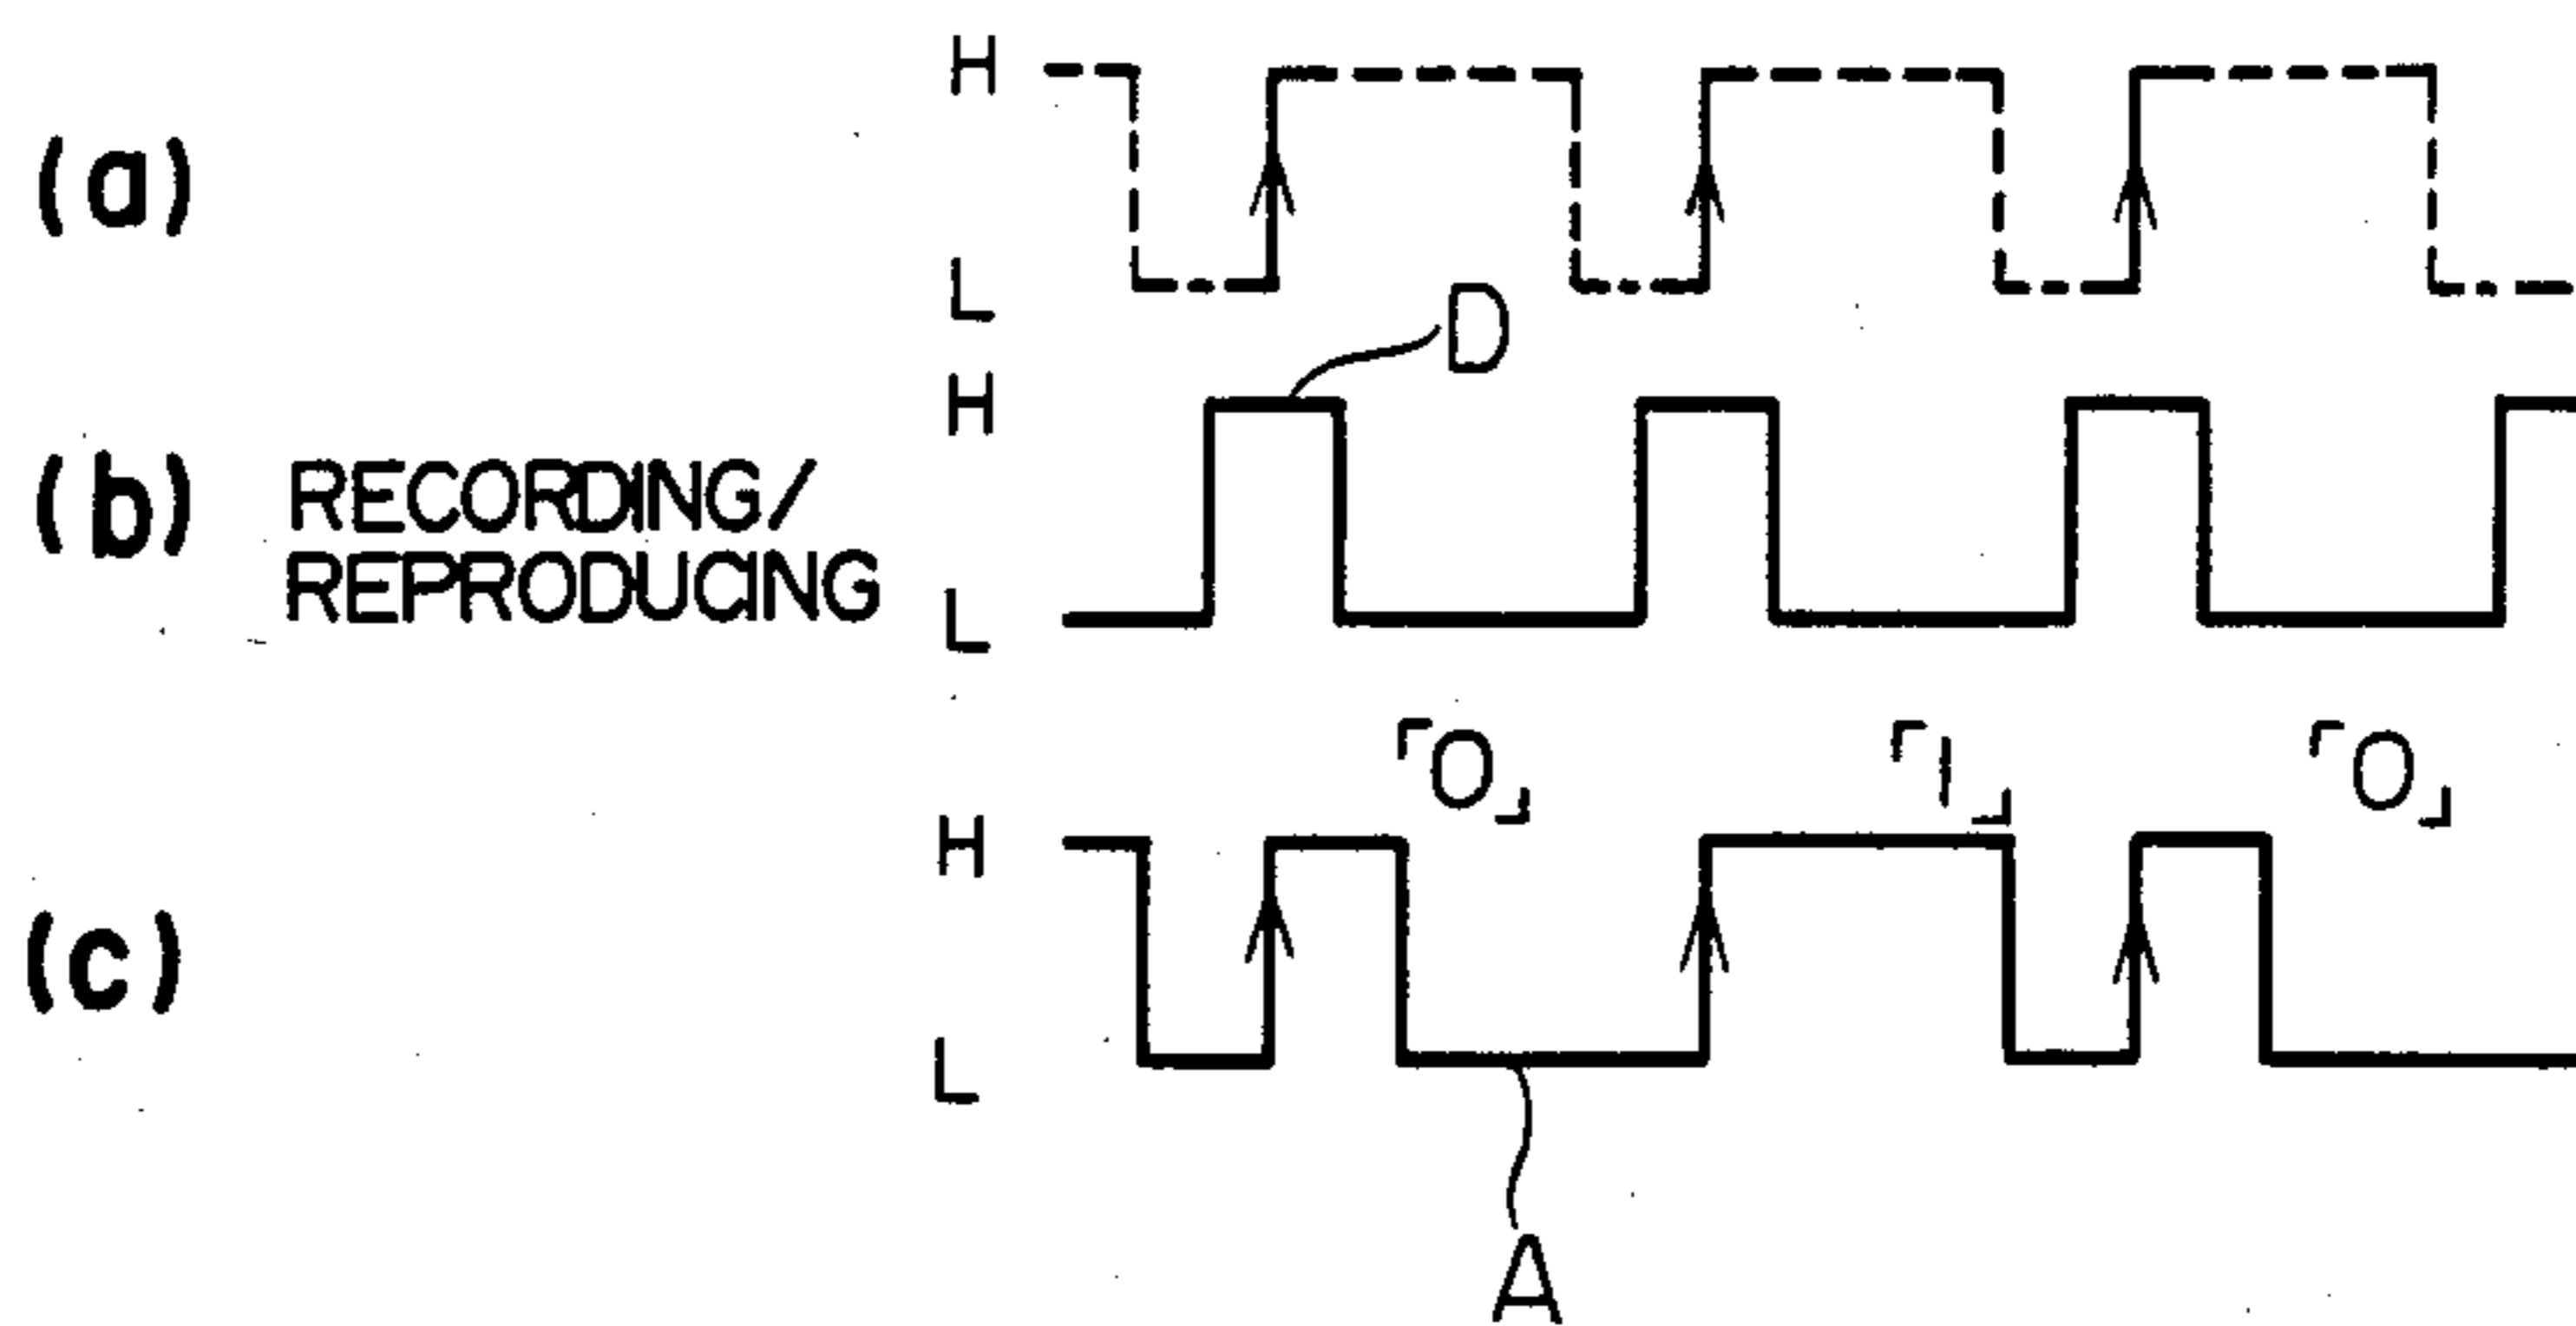 (a) H
L
D
(b) RECORDING/ H
REPRODUCING L
「0」 「1」 「0」
(c) H
L
A